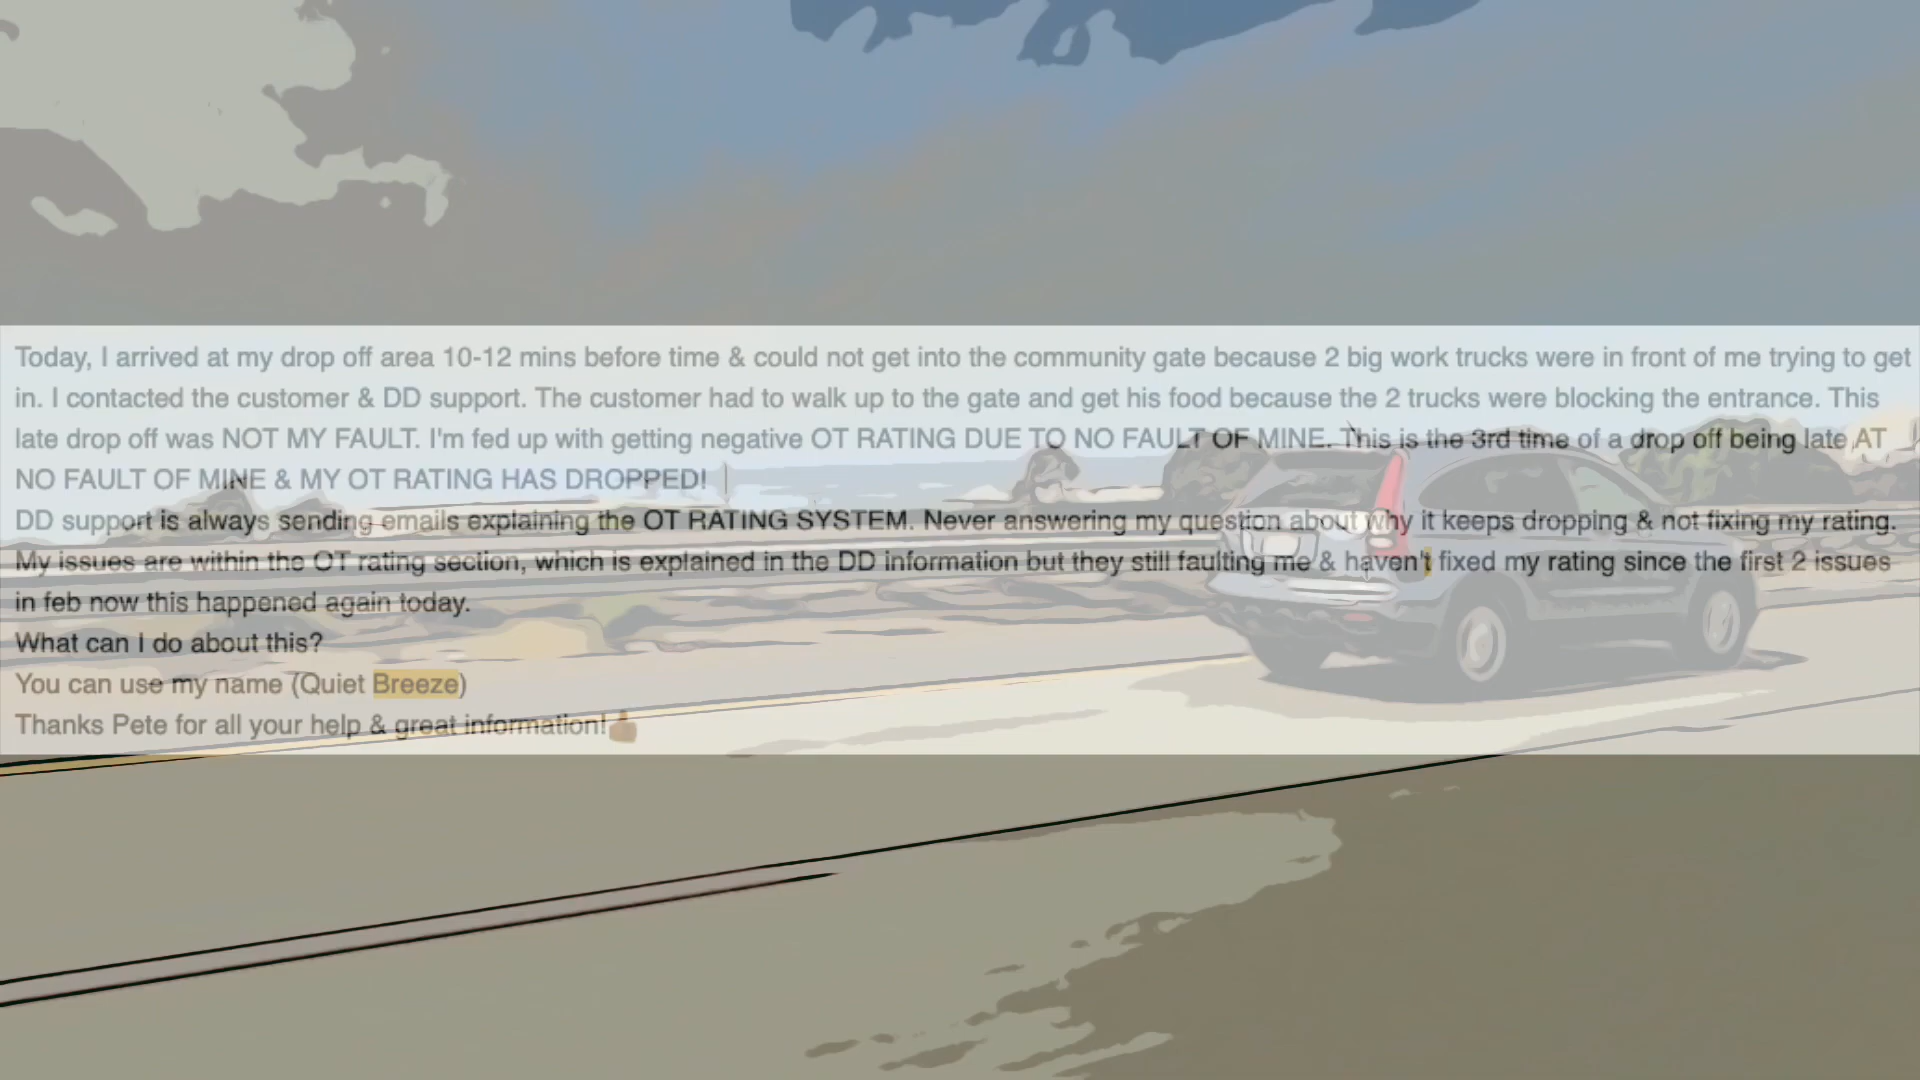 Today, I arrived at my drop off area 10-12 mins before time & could not get into the community gate because 2 big work trucks were in front of me trying to get
in. I contacted the customer & DD support. The customer had to walk up to the gate and get his food because the 2 trucks were blocking the entrance. This
late drop off was NOT MY FAULT. I'm fed up with getting negative OT RATING DUE TO NO FAULT OF MINE. This is the 3rd time of a drop off being late AT
NO FAULT OF MINE & MY OT RATING HAS DROPPED!
DD support is always sending emails explaining the OT RATING SYSTEM. Never answering my question about why it keeps dropping & not fixing my rating.
My issues are within the OT rating section, which is explained in the DD information but they still faulting me & haven't fixed my rating since the first 2 issues
in feb now this happened again today.
What can I do about this?
You can use my name (Quiet Breeze)
Thanks Pete for all your help & great information!👍